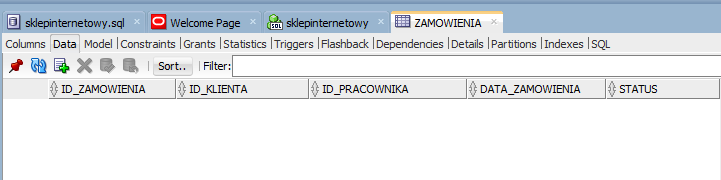 sklepinternetowy.sql Welcome Page sklepinternetowy ZAMOWIENIA
Columns Data Model Constraints Grants Statistics Triggers Flashback Dependencies Details Partitions Indexes SQL
Sort.. Filter:
ID_ZAMOWIENIA ID_KLIENTA ID_PRACOWNIKA DATA_ZAMOWIENIA STATUS